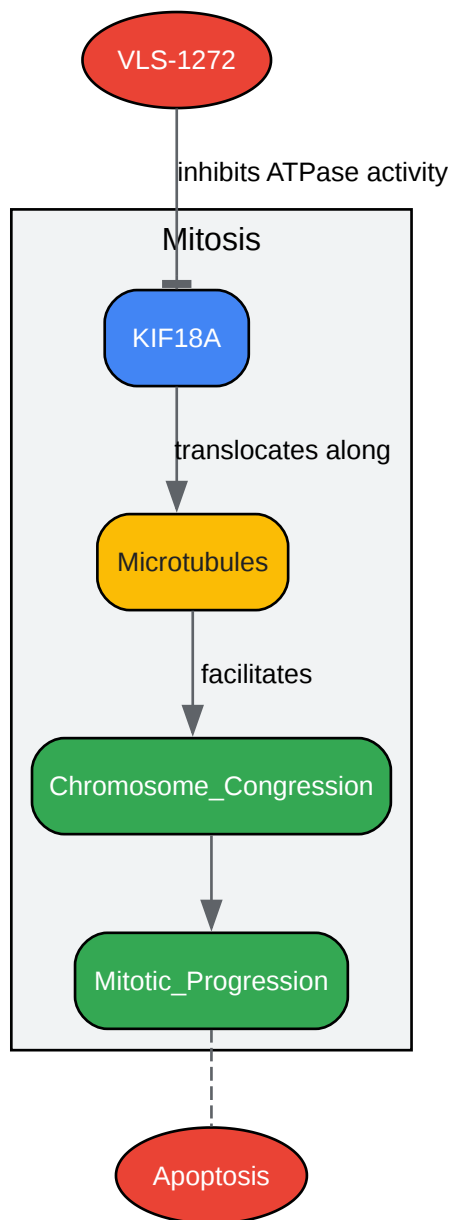 VLS-1272
inhibits ATPase activity
Mitosis
KIF18A
translocates along
Microtubules
facilitates
Chromosome_Congression
Mitotic_Progression
Apoptosis